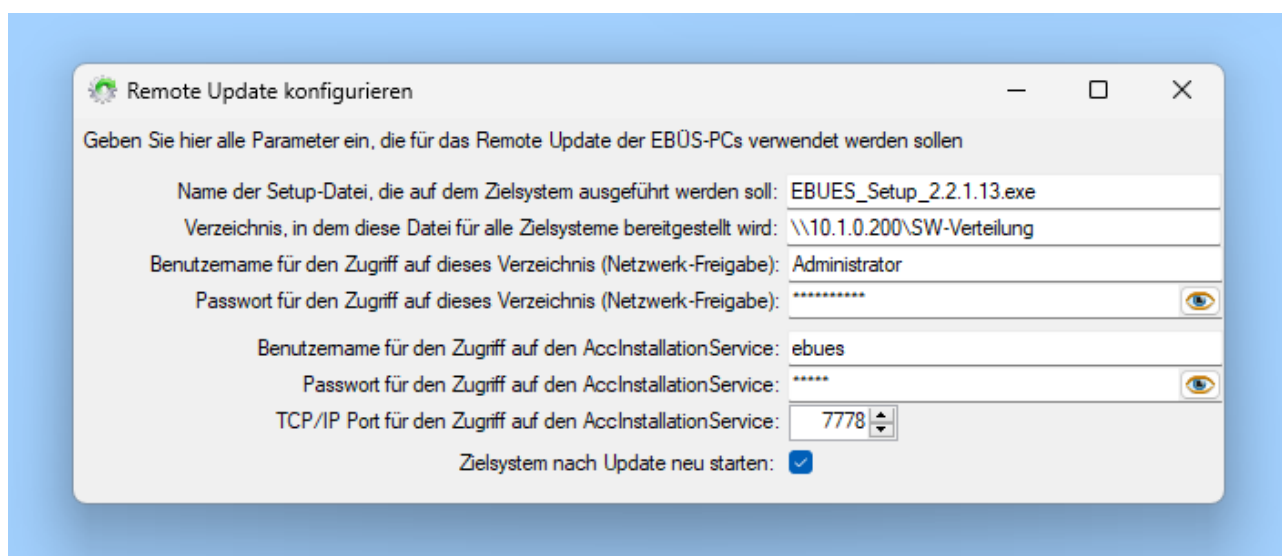 Remote Update konfigurieren
Geben Sie hier alle Parameter ein, die für das Remote Update der EBÜS-PCs verwendet werden sollen
Name der Setup-Datei, die auf dem Zielsystem ausgeführt werden soll: EBUES_Setup_2.2.1.13.exe
Verzeichnis, in dem diese Datei für alle Zielsysteme bereitgestellt wird: \\10.1.0.200\SW-Verteilung
Benutzername für den Zugriff auf dieses Verzeichnis (Netzwerk-Freigabe): Administrator
Passwort für den Zugriff auf dieses Verzeichnis (Netzwerk-Freigabe): **********
Benutzername für den Zugriff auf den AccInstallationService: ebues
Passwort für den Zugriff auf den AccInstallationService: *****
TCP/IP Port für den Zugriff auf den AccInstallationService: 7778
Zielsystem nach Update neu starten: